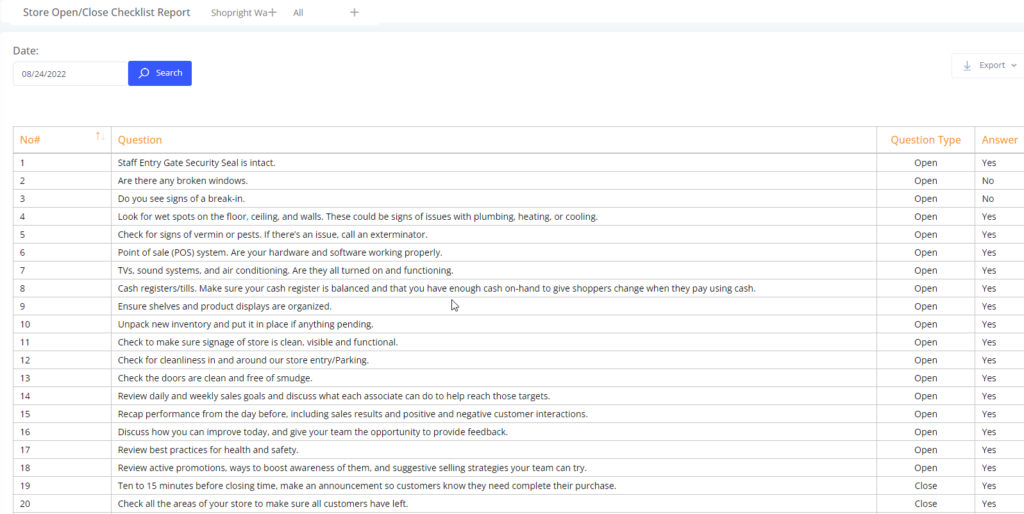 Store Open/Close Checklist Report Shopright Wa+ All +
Date:
08/24/2022 Search Export
No# Question Question Type Answer
1 Staff Entry Gate Security Seal is intact. Open Yes
2 Are there any broken windows. Open No
3 Do you see signs of a break-in. Open No
4 Look for wet spots on the floor, ceiling, and walls. These could be signs of issues with plumbing, heating, or cooling. Open Yes
5 Check for signs of vermin or pests. If there's an issue, call an exterminator. Open Yes
6 Point of sale (POS) system. Are your hardware and software working properly. Open Yes
7 TVs, sound systems, and air conditioning. Are they all turned on and functioning. Open Yes
8 Cash registers/tills. Make sure your cash register is balanced and that you have enough cash on-hand to give shoppers change when they pay using cash. Open Yes
9 Ensure shelves and product displays are organized. Open Yes
10 Unpack new inventory and put it in place if anything pending. Open Yes
11 Check to make sure signage of store is clean, visible and functional. Open Yes
12 Check for cleanliness in and around our store entry/Parking. Open Yes
13 Check the doors are clean and free of smudge. Open Yes
14 Review daily and weekly sales goals and discuss what each associate can do to help reach those targets. Open Yes
15 Recap performance from the day before, including sales results and positive and negative customer interactions. Open Yes
16 Discuss how you can improve today, and give your team the opportunity to provide feedback. Open Yes
17 Review best practices for health and safety. Open Yes
18 Review active promotions, ways to boost awareness of them, and suggestive selling strategies your team can try. Open Yes
19 Ten to 15 minutes before closing time, make an announcement so customers know they need complete their purchase. Close Yes
20 Check all the areas of your store to make sure all customers have left. Close Yes